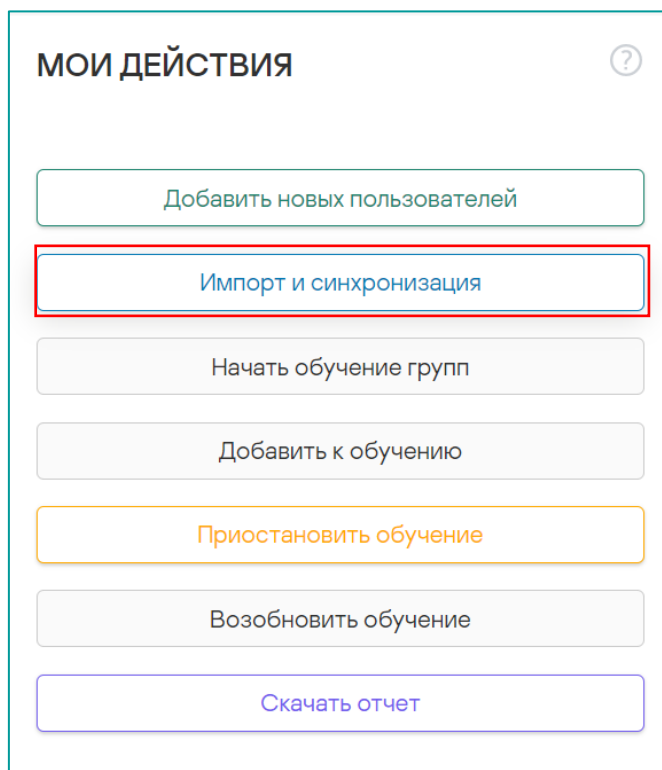 МОИ ДЕЙСТВИЯ
?
Добавить новых пользователей
Импорт и синхронизация
Начать обучение групп
Добавить к обучению
Приостановить обучение
Возобновить обучение
Скачать отчет